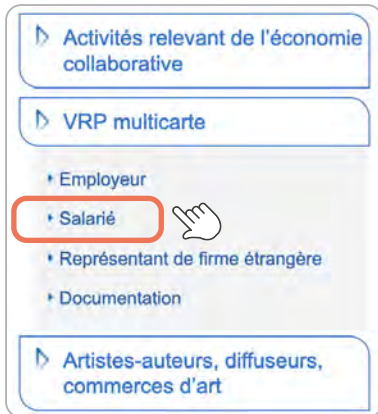 Activités relevant de l'économie
collaborative
VRP multicarte
Employeur
Salarié
Représentant de firme étrangère
Documentation
Artistes-auteurs, diffuseurs,
commerces d'art